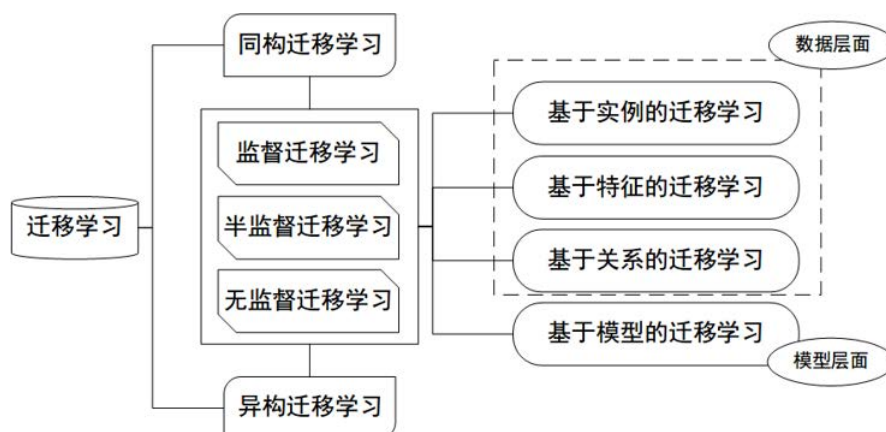 同构迁移学习
数据层面
基于实例的迁移学习
监督迁移学习
基于特征的迁移学习
迁移学习
半监督迁移学习
基于关系的迁移学习
无监督迁移学习
基于模型的迁移学习
模型层面
异构迁移学习